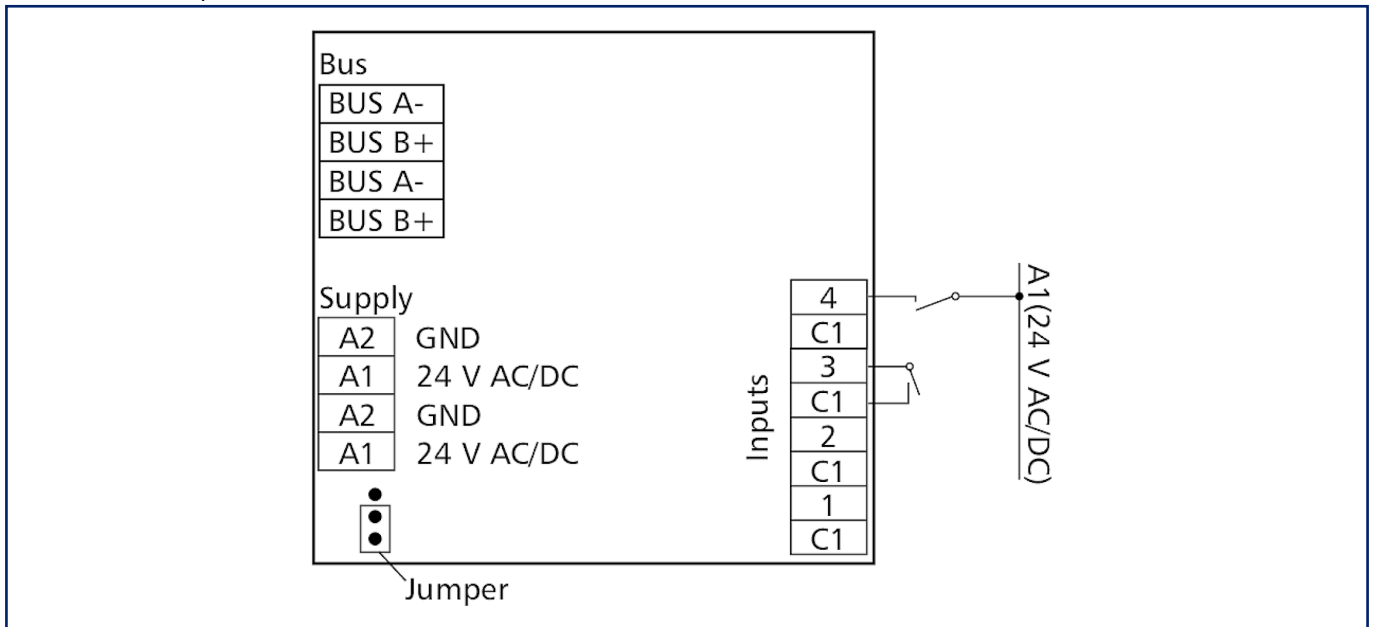 Bus
BUS A-
BUS B+
BUS A-
BUS B+
Supply
A2 GND
A1 24 V AC/DC
A2 GND
A1 24 V AC/DC
Jumper
Inputs
4
C1
3
C1
2
C1
1
C1
A1(24 V AC/DC)